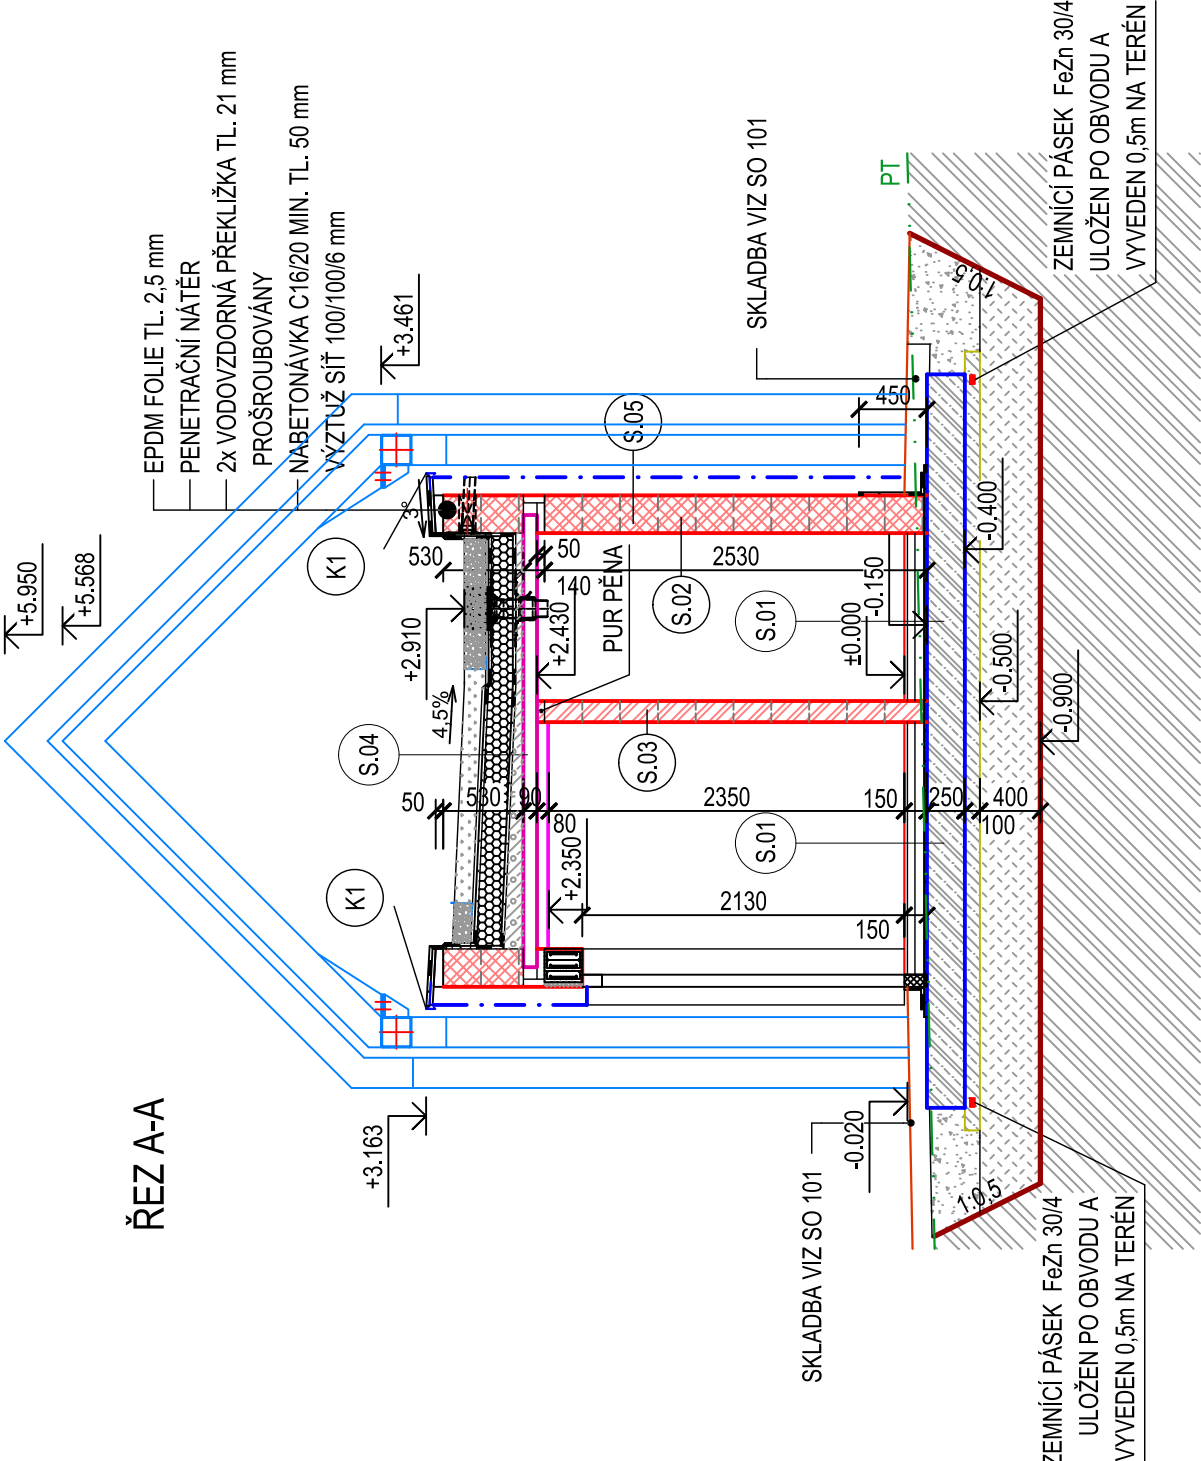 ŘEZ A-A
+5.950
+5.568
EPDM FOLIE TL. 2,5 mm
PENETRAČNÍ NÁTĚR
2x VODOVZDORNÁ PŘEKLIŽKA TL. 21 mm
PROŠROUBOVÁNY
NABETONÁVKA C16/20 MIN. TL. 50 mm
VÝZTUŽ SÍŤ 100/100/6 mm
+3.461
+3.163
K1
K1
3°
530
50
140
2530
+2.910
4,5%
+2.430
PUR PĚNA
S.05
S.02
S.04
S.03
S.01
S.01
50
530
90
80
2350
150
250
100
400
+2.350
2130
150
±0.000
-0.150
450
-0.400
-0.500
-0.900
-0.020
PT
1:0,5
1:0,5
SKLADBA VIZ SO 101
SKLADBA VIZ SO 101
ZEMNÍCÍ PÁSEK FeZn 30/4
ULOŽEN PO OBVODU A
VYVEDEN 0,5m NA TERÉN
ZEMNÍCÍ PÁSEK FeZn 30/4
ULOŽEN PO OBVODU A
VYVEDEN 0,5m NA TERÉN